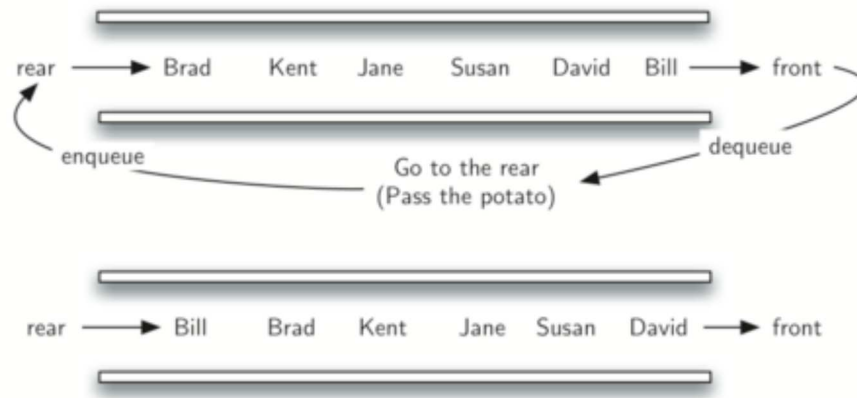 rear Brad Kent Jane Susan David Bill front
enqueue
dequeue
Go to the rear
(Pass the potato)
rear Bill Brad Kent Jane Susan David front